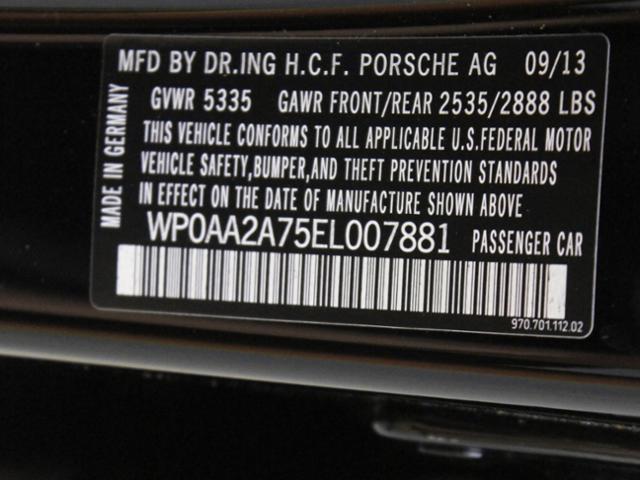 MFD BY DR.ING H.C.F. PORSCHE AG 09/13
GVWR 5335 GAWR FRONT/REAR 2535/2888 LBS
THIS VEHICLE CONFORMS TO ALL APPLICABLE U.S.FEDERAL MOTOR
VEHICLE SAFETY,BUMPER,AND THEFT PREVENTION STANDARDS
IN EFFECT ON THE DATE OF MANUFACTURE SHOWN ABOVE
WP0AA2A75EL007881 PASSENGER CAR
970.701.112.02
MADE IN GERMANY